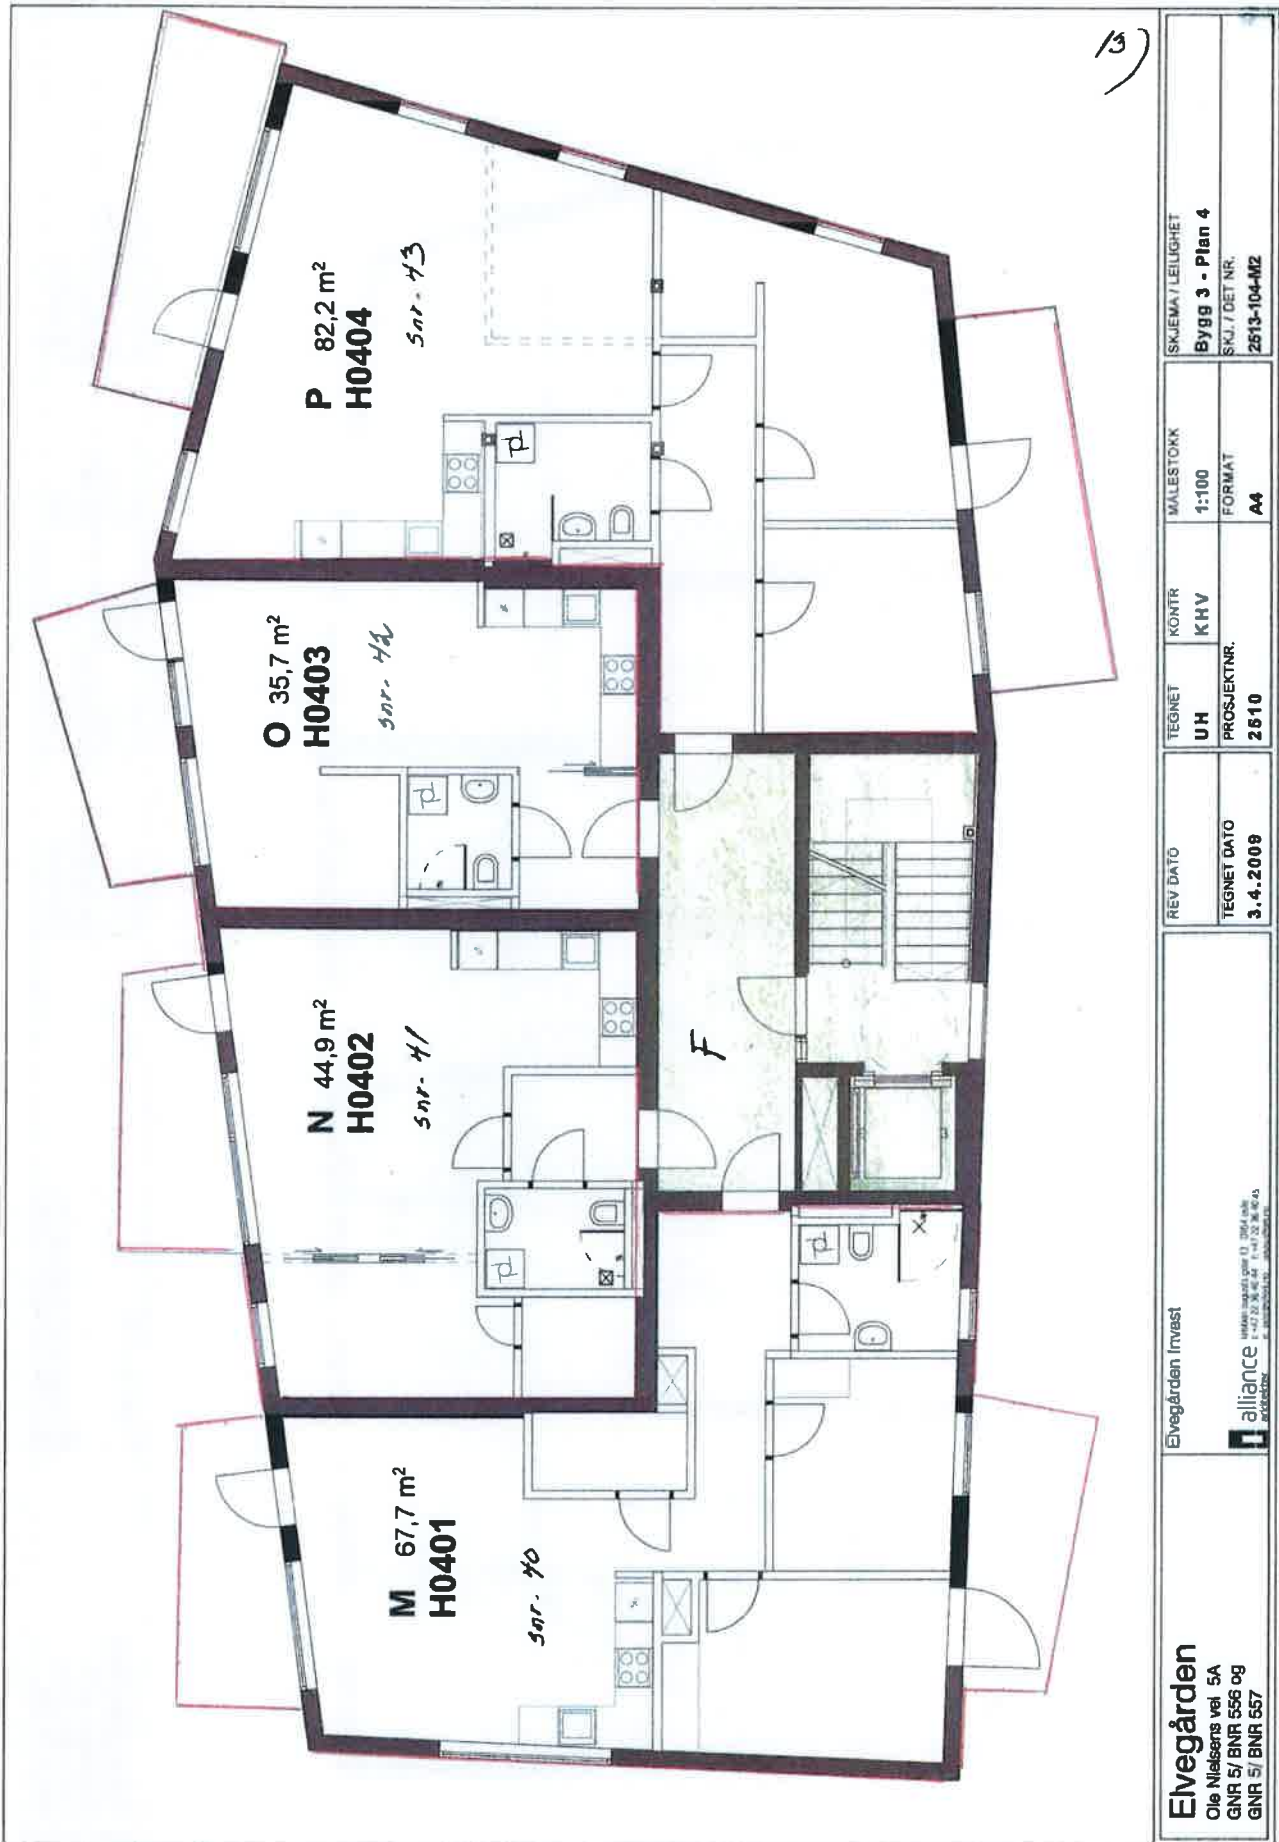 13)
P 82,2 m²
H0404
snr. 43
O 35,7 m²
H0403
snr. 42
N 44,9 m²
H0402
snr. 41
M 67,7 m²
H0401
snr. 40
F
Elvegården
Ole Nielsens vei 5A
GNR 5/ BNR 556 og
GNR 5/ BNR 557
Elvegården Invest
alliance
arkitekter
REV DATO
TEGNET DATO
3.4.2009
TEGNET
UH
KONTR
KHV
PROSJEKTNR.
2510
MÅLESTOKK
1:100
FORMAT
A4
SKJEMA / LEILIGHET
Bygg 3 - Plan 4
SKJ. / DET NR.
2513-104-M2